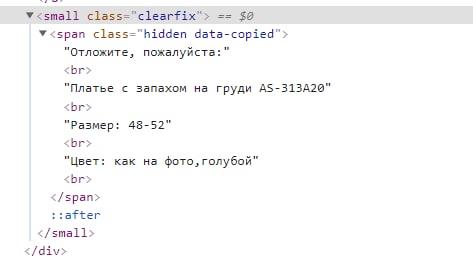 <small class="clearfix"> == $0
<span class="hidden data-copied">
"Отложите, пожалуйста:"
<br>
"Платье с запахом на груди AS-313A20"
<br>
"Размер: 48-52"
<br>
"Цвет: как на фото,голубой"
<br>
</span>
::after
</small>
</div>